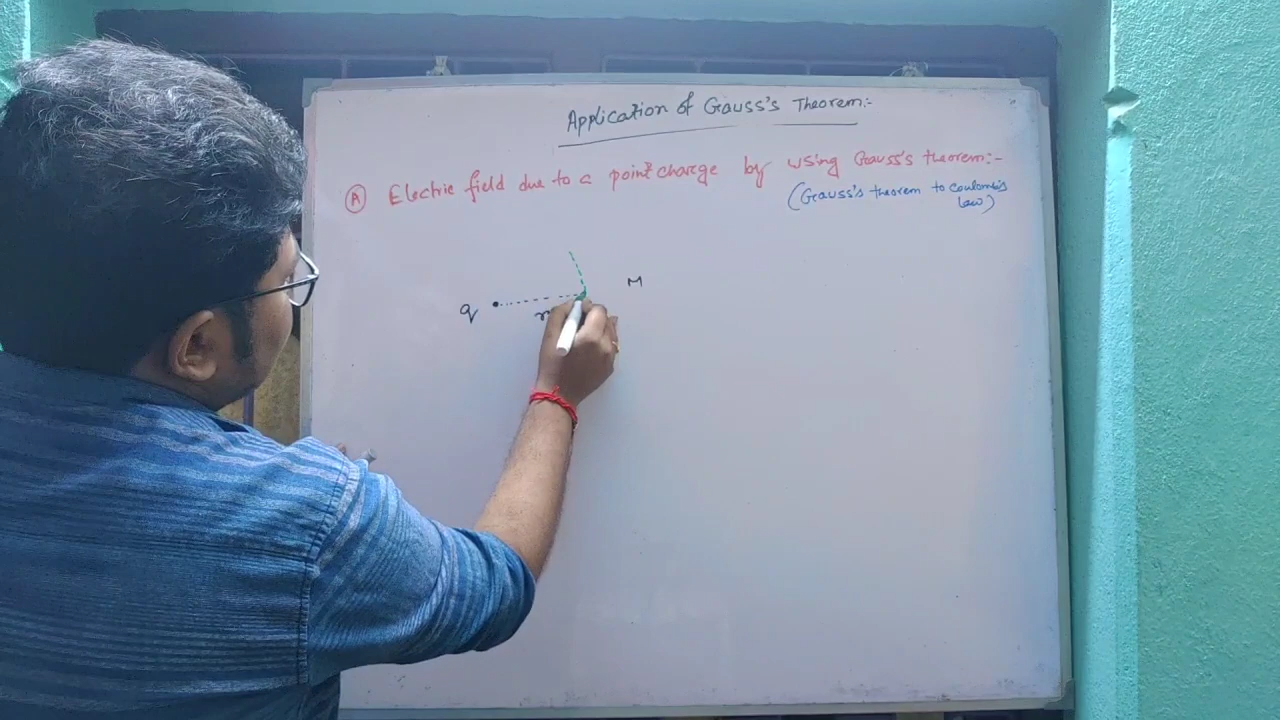 Application of Gauss's Theorem:-
(A) Electric field due to a point charge by using Gauss's theorem:-
(Gauss's theorem to coulomb's
law)
M
q
r